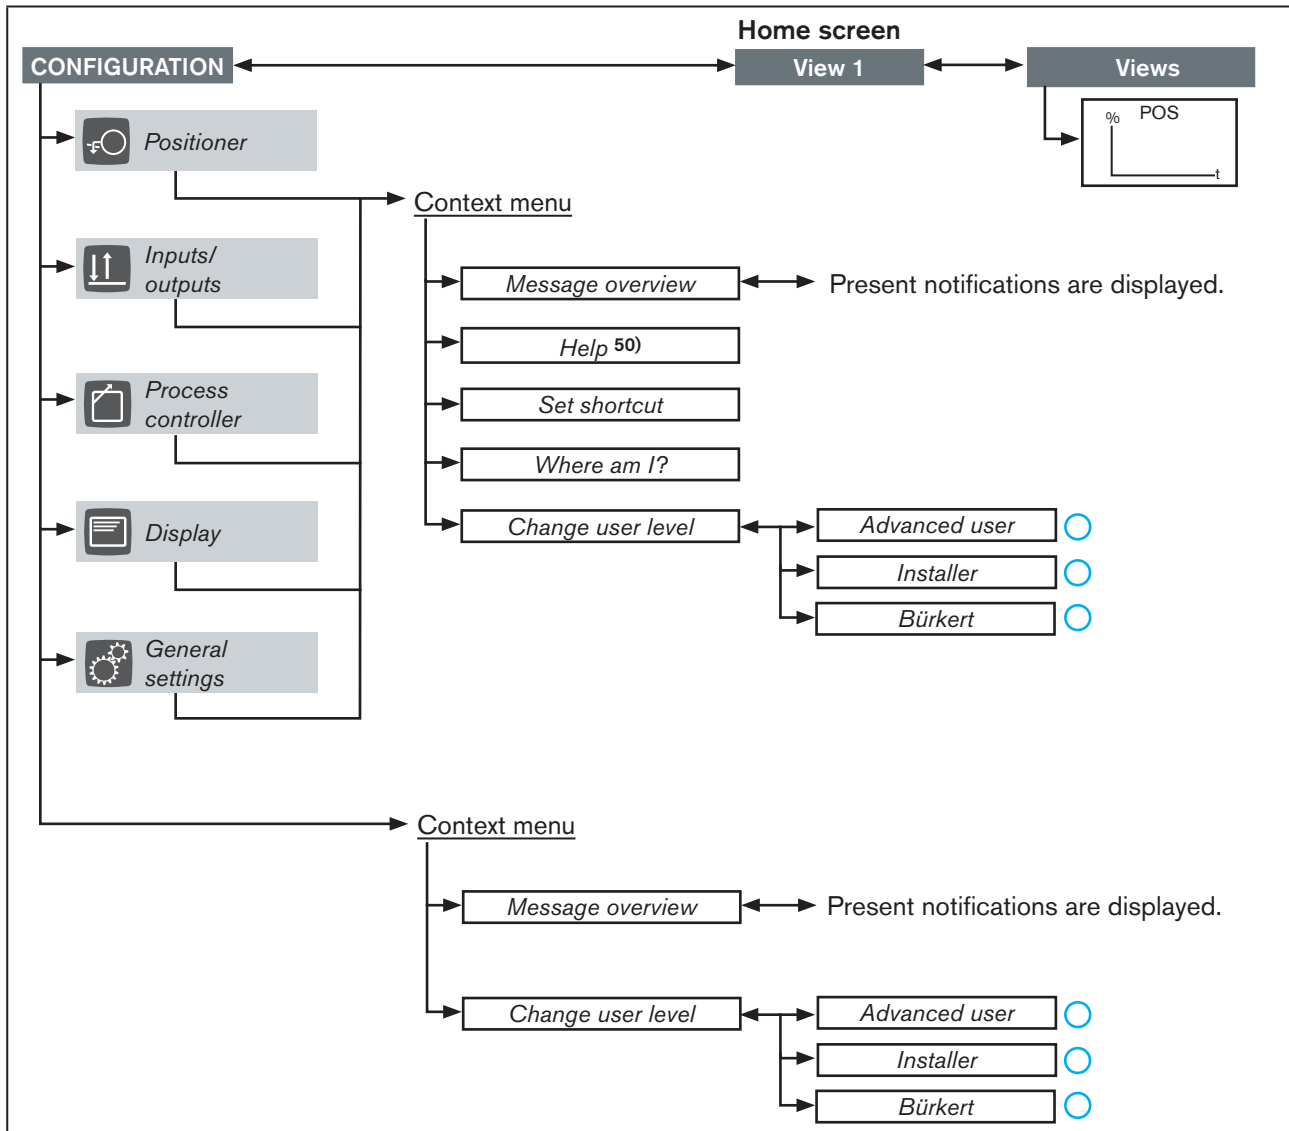 Home screen
CONFIGURATION
View 1
Views
% POS
t
Positioner
Context menu
Inputs/
outputs
Message overview
Present notifications are displayed.
Help 50)
Process
controller
Set shortcut
Where am I?
Display
Change user level
Advanced user
Installer
Bürkert
General
settings
Context menu
Message overview
Present notifications are displayed.
Change user level
Advanced user
Installer
Bürkert